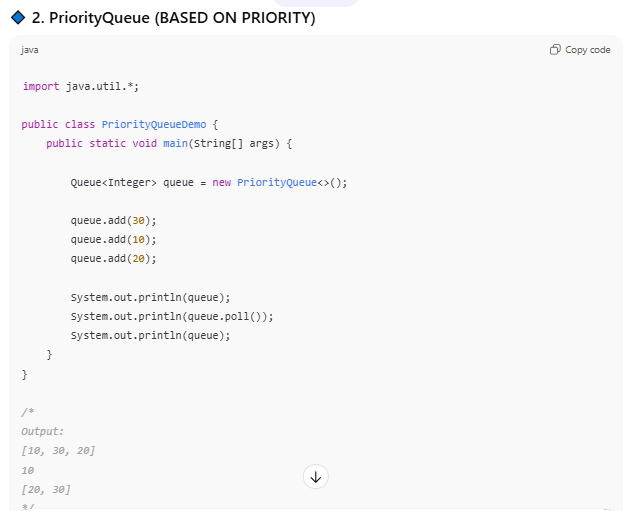 2. PriorityQueue (BASED ON PRIORITY)
java
Copy code
import java.util.*;
public class PriorityQueueDemo {
public static void main(String[] args) {
Queue<Integer> queue = new PriorityQueue<>();
queue.add(30);
queue.add(10);
queue.add(20);
System.out.println(queue);
System.out.println(queue.poll());
System.out.println(queue);
}
}
/*
Output:
[10, 30, 20]
10
[20, 30]
*/